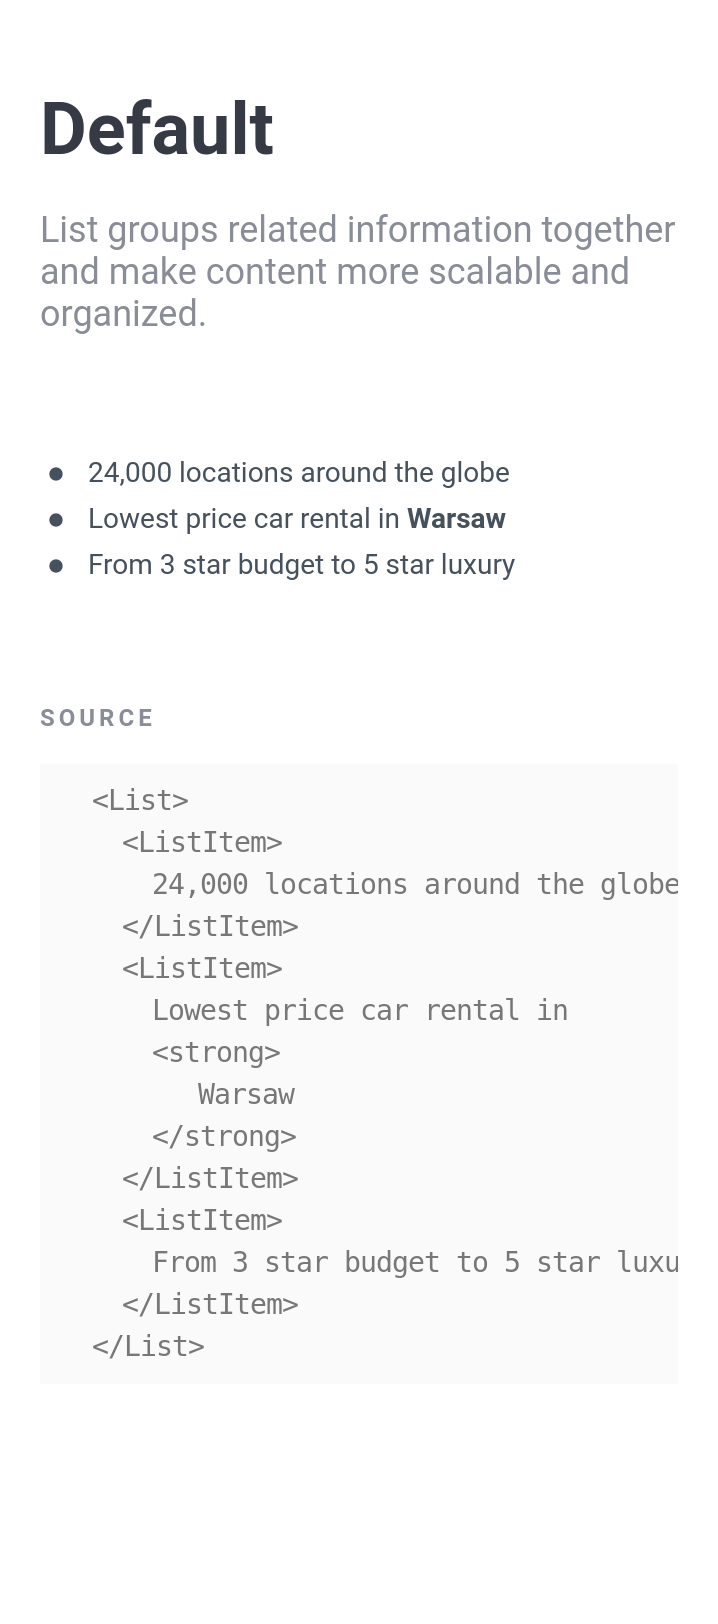 Default
List groups related information together
and make content more scalable and
organized.
● 24,000 locations around the globe
● Lowest price car rental in Warsaw
● From 3 star budget to 5 star luxury
SOURCE
<List>
<ListItem>
24,000 locations around the globe
</ListItem>
<ListItem>
Lowest price car rental in
<strong>
Warsaw
</strong>
</ListItem>
<ListItem>
From 3 star budget to 5 star luxu
</ListItem>
</List>